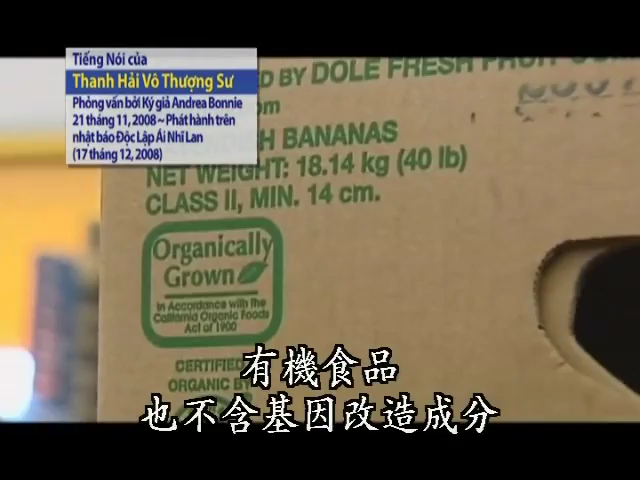 Tiếng Nói của
Thanh Hải Vô Thượng Sư
Phỏng vấn bởi Ký giả Andrea Bonnie
21 tháng 11, 2008 ~ Phát hành trên
nhật báo Độc Lập Ái Nhĩ Lan
(17 tháng 12, 2008)
BY DOLE FRESH FRUIT
BANANAS
NET WEIGHT: 18.14 kg (40 lb)
CLASS II, MIN. 14 cm.
Organically
Grown
In Accordance with the
California Organic Foods
Act of 1990
CERTIFIED
ORGANIC BY
有機食品
也不含基因改造成分